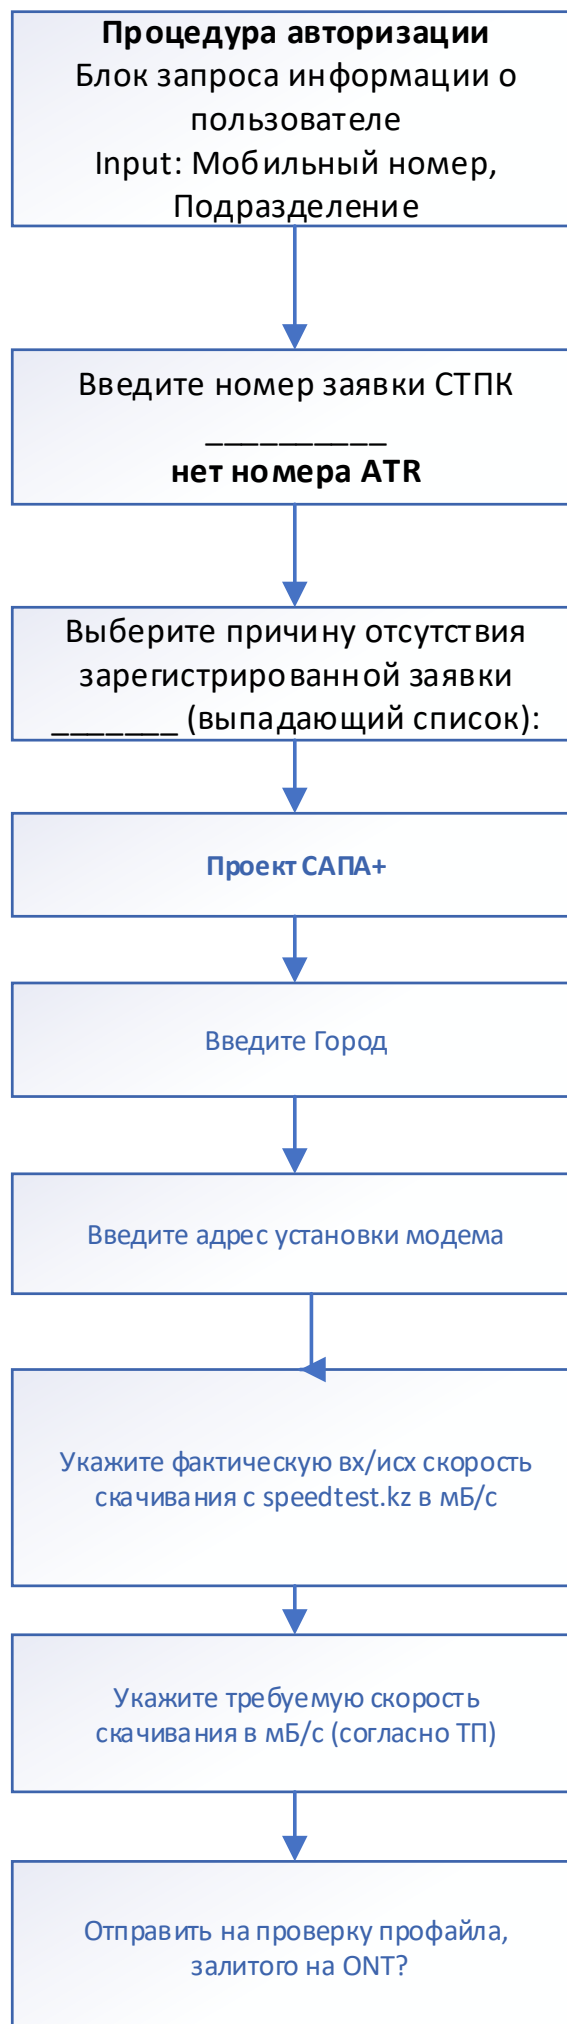 Процедура авторизации
Блок запроса информации о
пользователе
Input: Мобильный номер,
Подразделение
Введите номер заявки СТПК
__________
нет номера ATR
Выберите причину отсутствия
зарегистрированной заявки
_______ (выпадающий список):
Проект САПА+
Введите Город
Введите адрес установки модема
Укажите фактическую вх/исх скорость
скачивания с speedtest.kz в мБ/с
Укажите требуемую скорость
скачивания в мБ/с (согласно ТП)
Отправить на проверку профайла,
залитого на ONT?